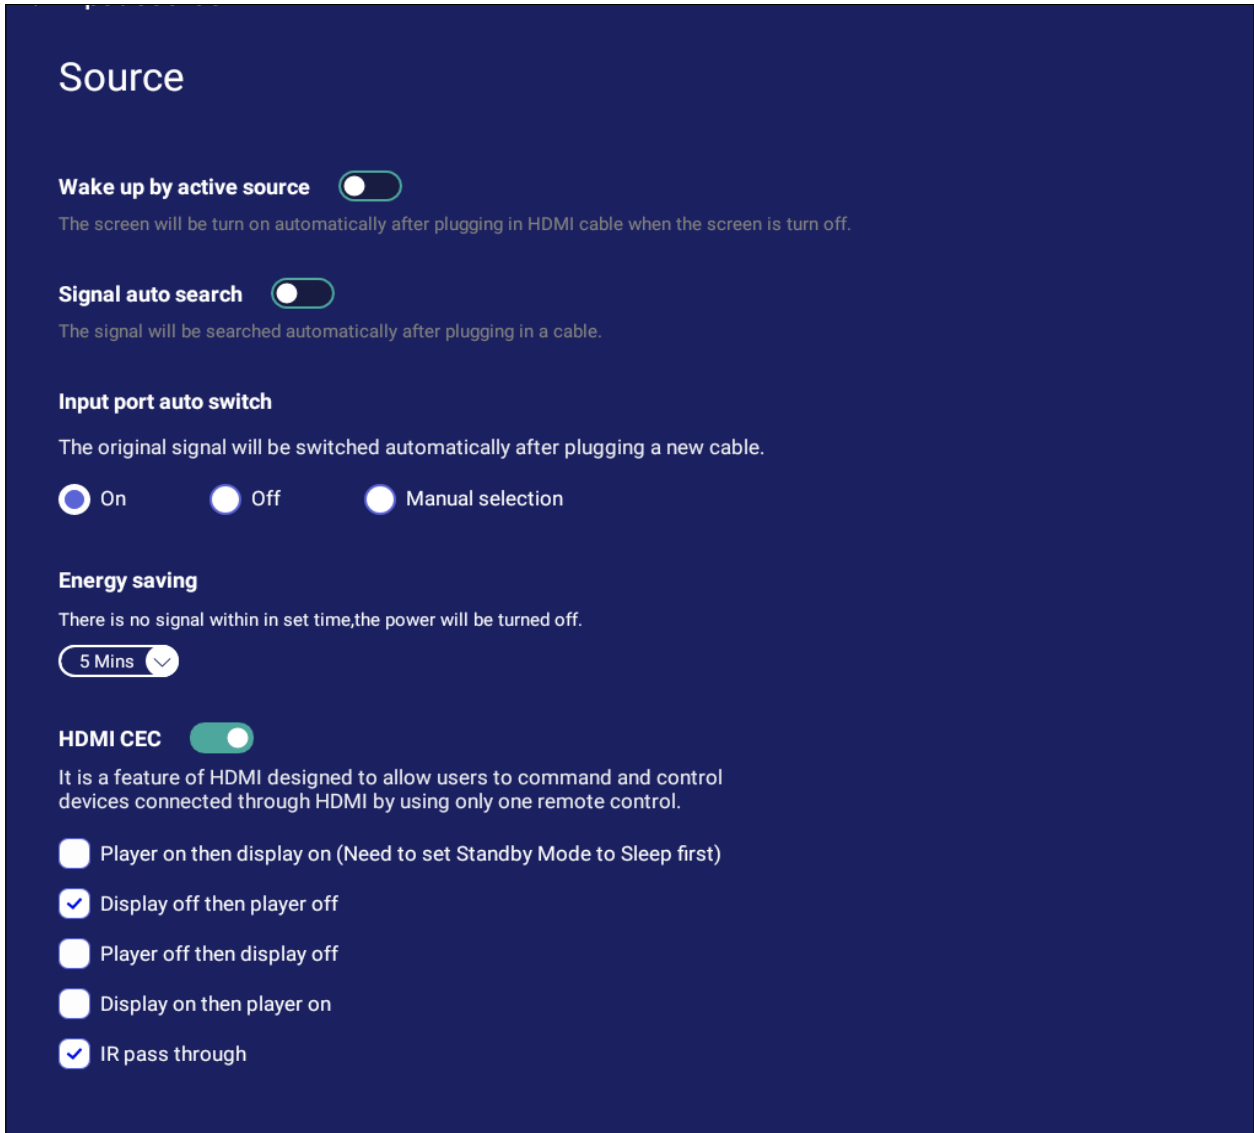 Source
Wake up by active source
The screen will be turn on automatically after plugging in HDMI cable when the screen is turn off.
Signal auto search
The signal will be searched automatically after plugging in a cable.
Input port auto switch
The original signal will be switched automatically after plugging a new cable.
On Off Manual selection
Energy saving
There is no signal within in set time,the power will be turned off.
5 Mins
HDMI CEC
It is a feature of HDMI designed to allow users to command and control
devices connected through HDMI by using only one remote control.
Player on then display on (Need to set Standby Mode to Sleep first)
Display off then player off
Player off then display off
Display on then player on
IR pass through